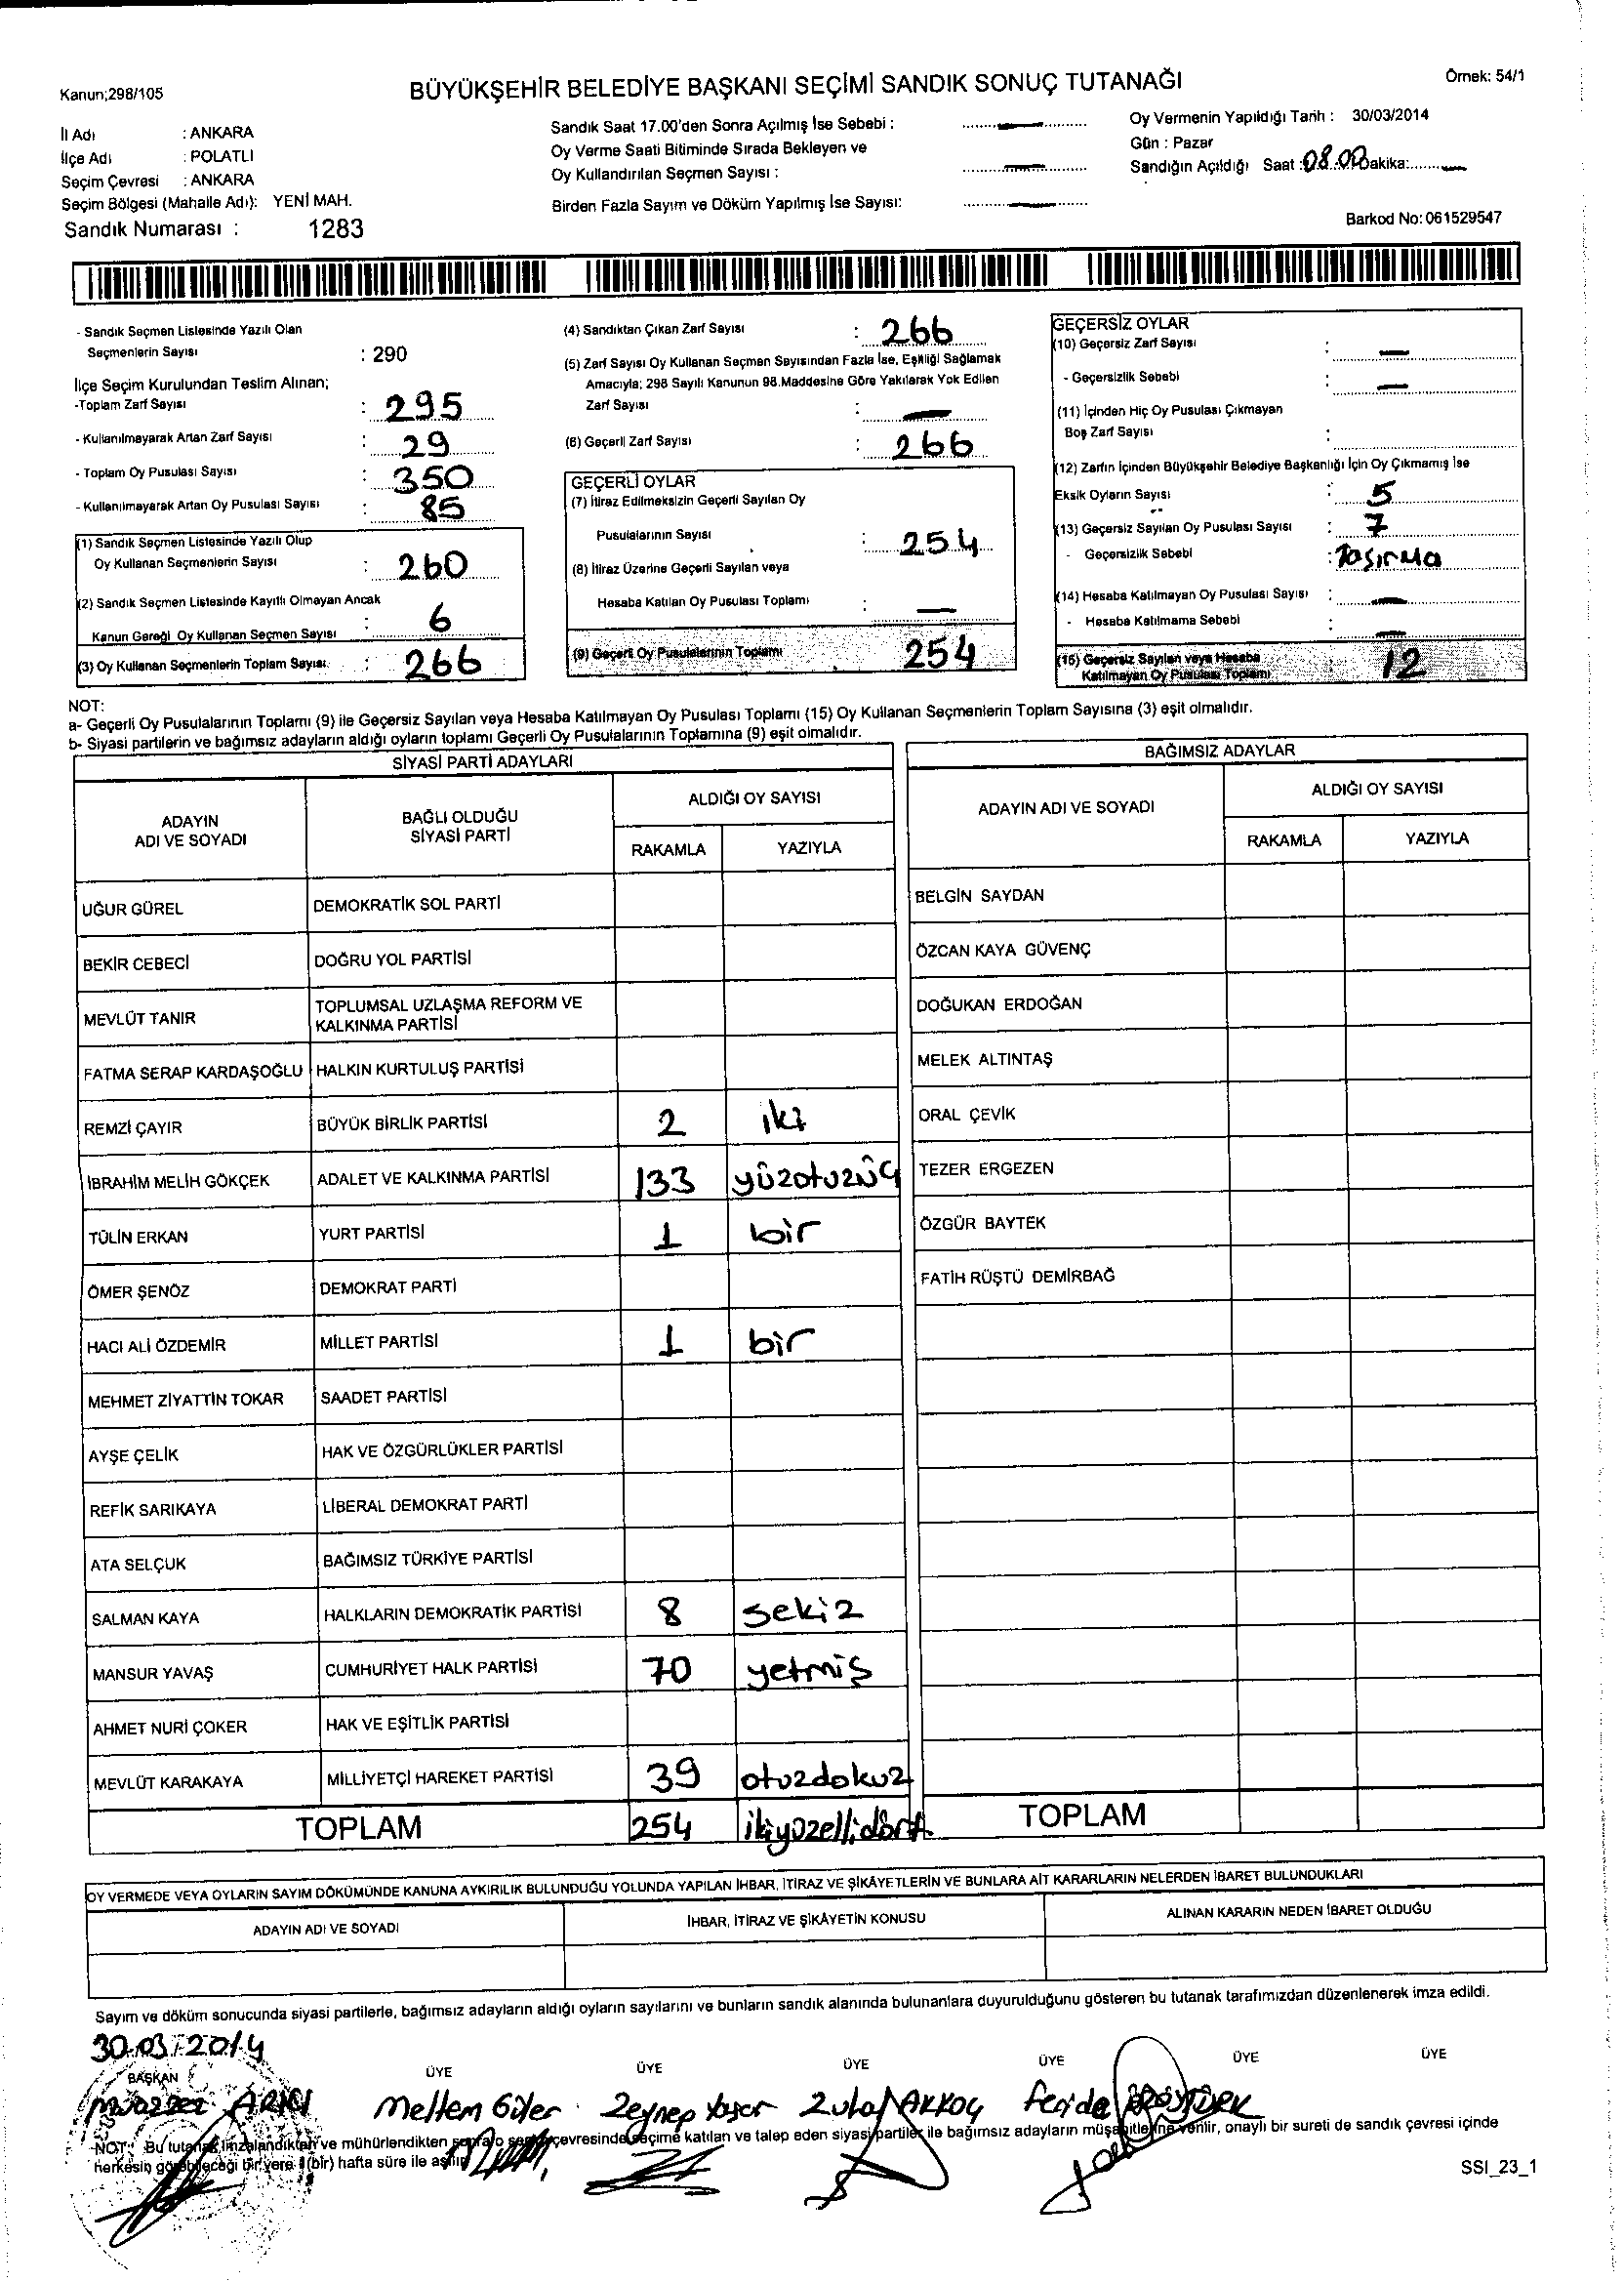 Kanun;298/105
BÜYÜKŞEHİR BELEDİYE BAŞKANI SEÇİMİ SANDIK SONUÇ TUTANAĞI
Örnek: 54/1
İl Adı : ANKARA
İlçe Adı : POLATLI
Seçim Çevresi : ANKARA
Seçim Bölgesi (Mahalle Adı): YENİ MAH.
Sandık Numarası : 1283
Sandık Saat 17.00'den Sonra Açılmış İse Sebebi : —
Oy Verme Saati Bitiminde Sırada Bekleyen ve
Oy Kullandırılan Seçmen Sayısı : —
Birden Fazla Sayım ve Döküm Yapılmış İse Sayısı: —
Oy Vermenin Yapıldığı Tarih : 30/03/2014
Gün : Pazar
Sandığın Açıldığı Saat : 08.00 Dakika: —
Barkod No: 061529547
- Sandık Seçmen Listesinde Yazılı Olan
Seçmenlerin Sayısı : 290
İlçe Seçim Kurulundan Teslim Alınan;
-Toplam Zarf Sayısı : 295
- Kullanılmayarak Artan Zarf Sayısı : 29
- Toplam Oy Pusulası Sayısı : 350
- Kullanılmayarak Artan Oy Pusulası Sayısı : 85
(1) Sandık Seçmen Listesinde Yazılı Olup
Oy Kullanan Seçmenlerin Sayısı : 260
(2) Sandık Seçmen Listesinde Kayıtlı Olmayan Ancak
Kanun Gereği Oy Kullanan Seçmen Sayısı : 6
(3) Oy Kullanan Seçmenlerin Toplam Sayısı : 266
(4) Sandıktan Çıkan Zarf Sayısı : 266
(5) Zarf Sayısı Oy Kullanan Seçmen Sayısından Fazla İse, Eşitliği Sağlamak
Amacıyla; 298 Sayılı Kanunun 98.Maddesine Göre Yakılarak Yok Edilen
Zarf Sayısı : —
(6) Geçerli Zarf Sayısı : 266
GEÇERLİ OYLAR
(7) İtiraz Edilmeksizin Geçerli Sayılan Oy
Pusulalarının Sayısı : 254
(8) İtiraz Üzerine Geçerli Sayılan veya
Hesaba Katılan Oy Pusulası Toplamı : —
(9) Geçerli Oy Pusulalarının Toplamı 254
GEÇERSİZ OYLAR
(10) Geçersiz Zarf Sayısı : —
- Geçersizlik Sebebi : —
(11) İçinden Hiç Oy Pusulası Çıkmayan
Boş Zarf Sayısı :
(12) Zarfın İçinden Büyükşehir Belediye Başkanlığı İçin Oy Çıkmamış İse
Eksik Oyların Sayısı : 5
(13) Geçersiz Sayılan Oy Pusulası Sayısı : 7
- Geçersizlik Sebebi : Taşırma
(14) Hesaba Katılmayan Oy Pusulası Sayısı : —
- Hesaba Katılmama Sebebi : —
(15) Geçersiz Sayılan veya Hesaba
Katılmayan Oy Pusulası Toplamı 12
NOT:
a- Geçerli Oy Pusulalarının Toplamı (9) ile Geçersiz Sayılan veya Hesaba Katılmayan Oy Pusulası Toplamı (15) Oy Kullanan Seçmenlerin Toplam Sayısına (3) eşit olmalıdır.
b- Siyasi partilerin ve bağımsız adayların aldığı oyların toplamı Geçerli Oy Pusulalarının Toplamına (9) eşit olmalıdır.
SİYASİ PARTİ ADAYLARI
ADAYIN ADI VE SOYADI
BAĞLI OLDUĞU SİYASİ PARTİ
ALDIĞI OY SAYISI
RAKAMLA YAZIYLA
UĞUR GÜREL DEMOKRATİK SOL PARTİ
BEKİR CEBECİ DOĞRU YOL PARTİSİ
MEVLÜT TANIR TOPLUMSAL UZLAŞMA REFORM VE KALKINMA PARTİSİ
FATMA SERAP KARDAŞOĞLU HALKIN KURTULUŞ PARTİSİ
REMZİ ÇAYIR BÜYÜK BİRLİK PARTİSİ 2 iki
İBRAHİM MELİH GÖKÇEK ADALET VE KALKINMA PARTİSİ 133 yüzotuzüç
TÜLİN ERKAN YURT PARTİSİ 1 bir
ÖMER ŞENÖZ DEMOKRAT PARTİ
HACI ALİ ÖZDEMİR MİLLET PARTİSİ 1 bir
MEHMET ZİYATTİN TOKAR SAADET PARTİSİ
AYŞE ÇELİK HAK VE ÖZGÜRLÜKLER PARTİSİ
REFİK SARIKAYA LİBERAL DEMOKRAT PARTİ
ATA SELÇUK BAĞIMSIZ TÜRKİYE PARTİSİ
SALMAN KAYA HALKLARIN DEMOKRATİK PARTİSİ 8 sekiz
MANSUR YAVAŞ CUMHURİYET HALK PARTİSİ 70 yetmiş
AHMET NURİ ÇOKER HAK VE EŞİTLİK PARTİSİ
MEVLÜT KARAKAYA MİLLİYETÇİ HAREKET PARTİSİ 39 otuzdokuz
TOPLAM 254 ikiyüzellidört
BAĞIMSIZ ADAYLAR
ADAYIN ADI VE SOYADI
ALDIĞI OY SAYISI
RAKAMLA YAZIYLA
BELGİN SAYDAN
ÖZCAN KAYA GÜVENÇ
DOĞUKAN ERDOĞAN
MELEK ALTINTAŞ
ORAL ÇEVİK
TEZER ERGEZEN
ÖZGÜR BAYTEK
FATİH RÜŞTÜ DEMİRBAĞ
TOPLAM
OY VERMEDE VEYA OYLARIN SAYIM DÖKÜMÜNDE KANUNA AYKIRILIK BULUNDUĞU YOLUNDA YAPILAN İHBAR, İTİRAZ VE ŞİKÂYETLERİN VE BUNLARA AİT KARARLARIN NELERDEN İBARET BULUNDUKLARI
ADAYIN ADI VE SOYADI
İHBAR, İTİRAZ VE ŞİKÂYETİN KONUSU
ALINAN KARARIN NEDEN İBARET OLDUĞU
Sayım ve döküm sonucunda siyasi partilerle, bağımsız adayların aldığı oyların sayılarını ve bunların sandık alanında bulunanlara duyurulduğunu gösteren bu tutanak tarafımızdan düzenlenerek imza edildi.
30.03.2014
BAŞKAN ÜYE ÜYE ÜYE ÜYE ÜYE ÜYE
ARICI Meltem Güler Zeynep Yaşar Zuhal AKKOÇ Feride
NOT: Bu tutanak imzalandıktan ve mühürlendikten sonra o seçim çevresinde seçime katılan ve talep eden siyasi partiler ile bağımsız adayların müşahitlerine verilir, onaylı bir sureti de sandık çevresi içinde
herkesin görebileceği bir yere 1 (bir) hafta süre ile asılır.
SSI_23_1